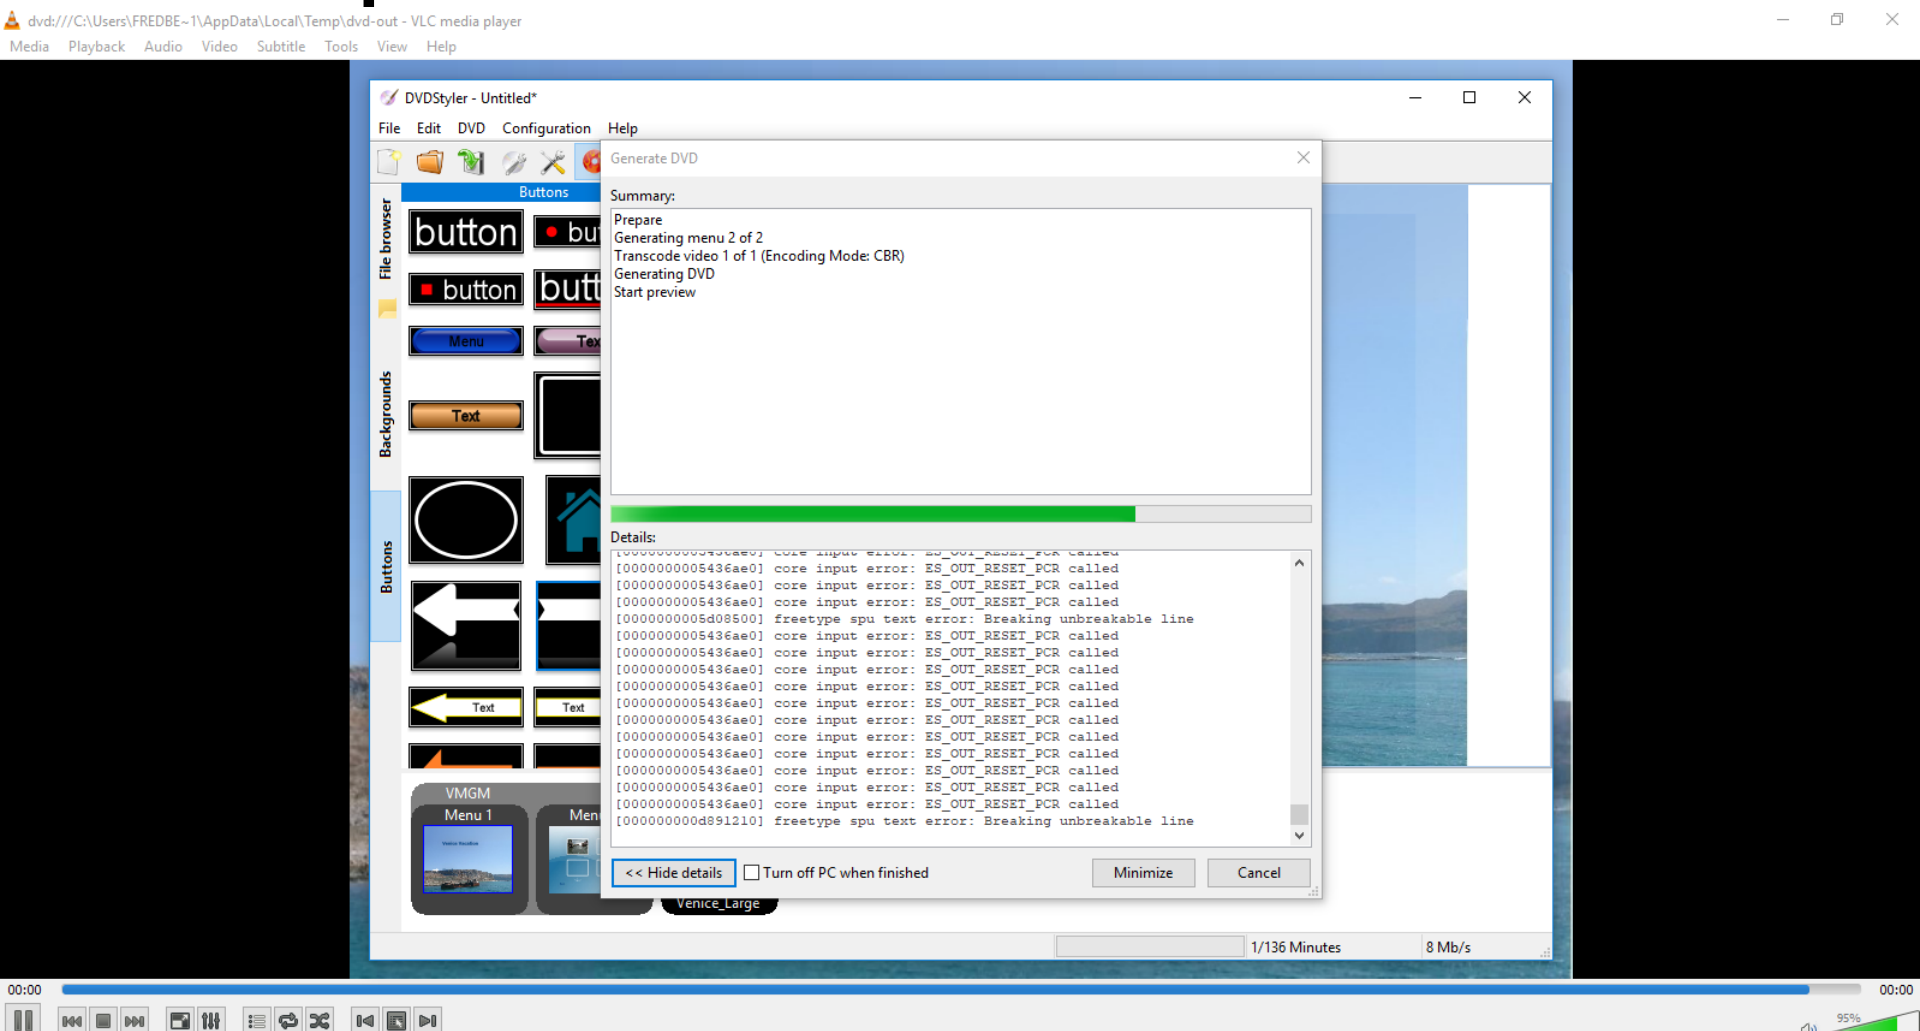 dvd:///C:\Users\FREDBE~1\AppData\Local\Temp\dvd-out - VLC media player
Media Playback Audio Video Subtitle Tools View Help
DVDStyler - Untitled*
File Edit DVD Configuration Help
Generate DVD
Buttons
Summary:
File browser
Backgrounds
Buttons
button
button
Menu
Text
Text
Text
Prepare
Generating menu 2 of 2
Transcode video 1 of 1 (Encoding Mode: CBR)
Generating DVD
Start preview
Details:
[0000000005436ae0] core input error: ES_OUT_RESET_PCR called
[0000000005436ae0] core input error: ES_OUT_RESET_PCR called
[0000000005436ae0] core input error: ES_OUT_RESET_PCR called
[0000000005436ae0] core input error: ES_OUT_RESET_PCR called
[0000000005d08500] freetype spu text error: Breaking unbreakable line
[0000000005436ae0] core input error: ES_OUT_RESET_PCR called
[0000000005436ae0] core input error: ES_OUT_RESET_PCR called
[0000000005436ae0] core input error: ES_OUT_RESET_PCR called
[0000000005436ae0] core input error: ES_OUT_RESET_PCR called
[0000000005436ae0] core input error: ES_OUT_RESET_PCR called
[0000000005436ae0] core input error: ES_OUT_RESET_PCR called
[0000000005436ae0] core input error: ES_OUT_RESET_PCR called
[0000000005436ae0] core input error: ES_OUT_RESET_PCR called
[0000000005436ae0] core input error: ES_OUT_RESET_PCR called
[0000000005436ae0] core input error: ES_OUT_RESET_PCR called
[0000000005436ae0] core input error: ES_OUT_RESET_PCR called
[000000000d891210] freetype spu text error: Breaking unbreakable line
<< Hide details Turn off PC when finished Minimize Cancel
VMGM
Menu 1
Venice Vacation
Venice_Large
1/136 Minutes 8 Mb/s
00:00 00:00
95%